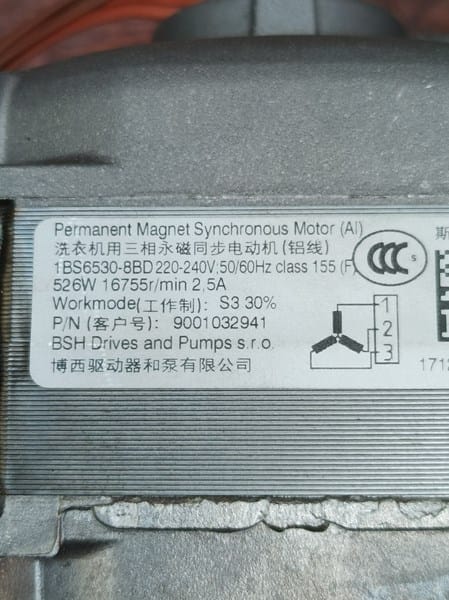 Permanent Magnet Synchronous Motor (Al)
洗衣机用三相永磁同步电动机(铝线)
1BS6530-8BD 220-240V;50/60Hz class 155 (F)
526W 16755r/min 2,5A
Workmode(工作制): S3 30%
P/N (客户号): 9001032941
BSH Drives and Pumps s.r.o.
博西驱动器和泵有限公司
CCC
S
1
2
3
斯
1712